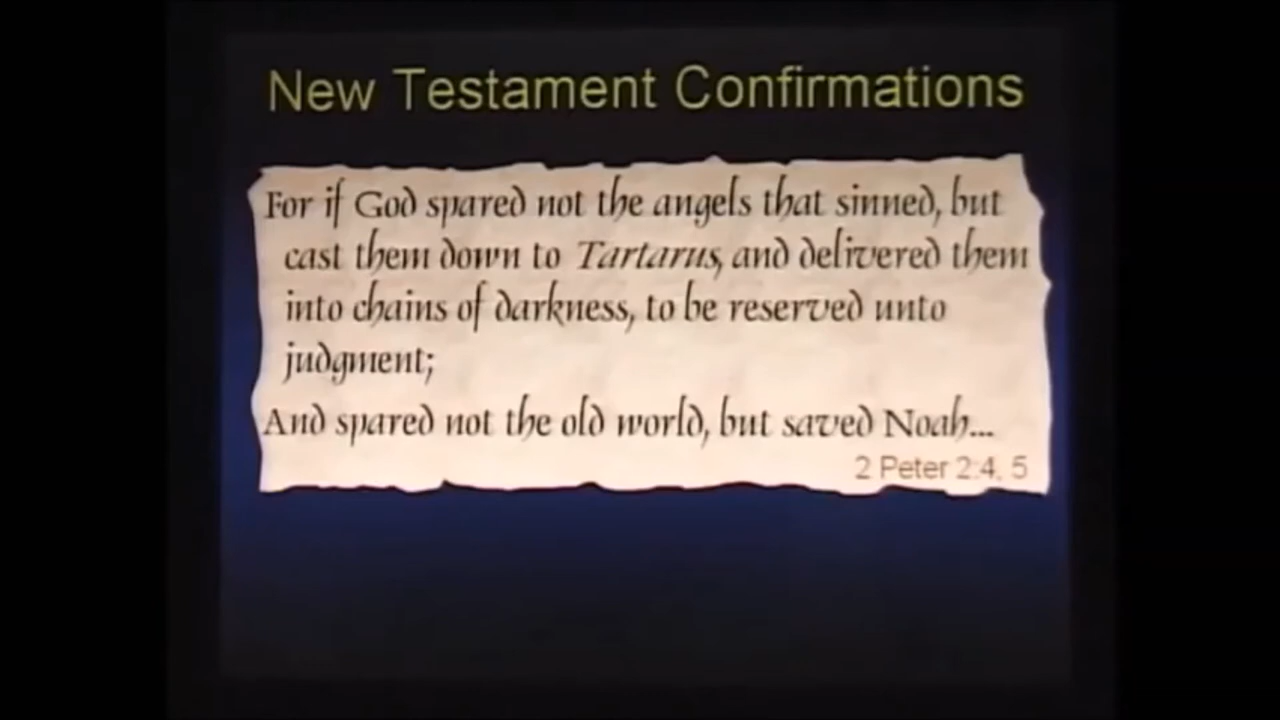 New Testament Confirmations
For if God spared not the angels that sinned, but
cast them down to Tartarus, and delivered them
into chains of darkness, to be reserved unto
judgment;
And spared not the old world, but saved Noah...
2 Peter 2:4, 5